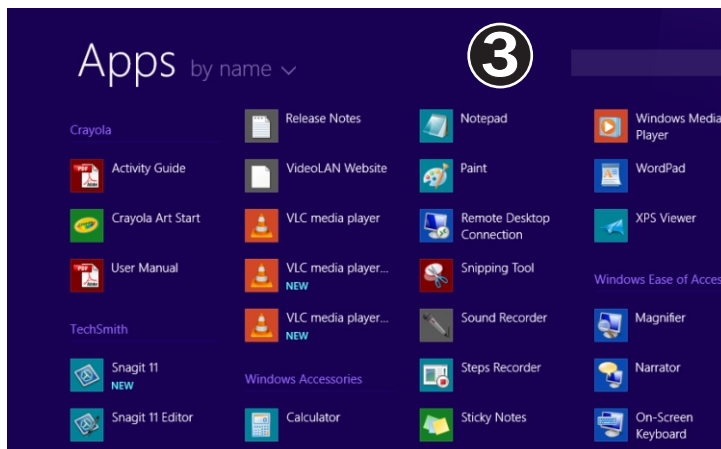 Apps by name
3
Crayola
Activity Guide
Crayola Art Start
User Manual
TechSmith
Snagit 11
NEW
Snagit 11 Editor
Release Notes
VideoLAN Website
VLC media player
VLC media player...
NEW
VLC media player...
NEW
Windows Accessories
Calculator
Notepad
Paint
Remote Desktop
Connection
Snipping Tool
Sound Recorder
Steps Recorder
Sticky Notes
Windows Media
Player
WordPad
XPS Viewer
Windows Ease of Acces
Magnifier
Narrator
On-Screen
Keyboard